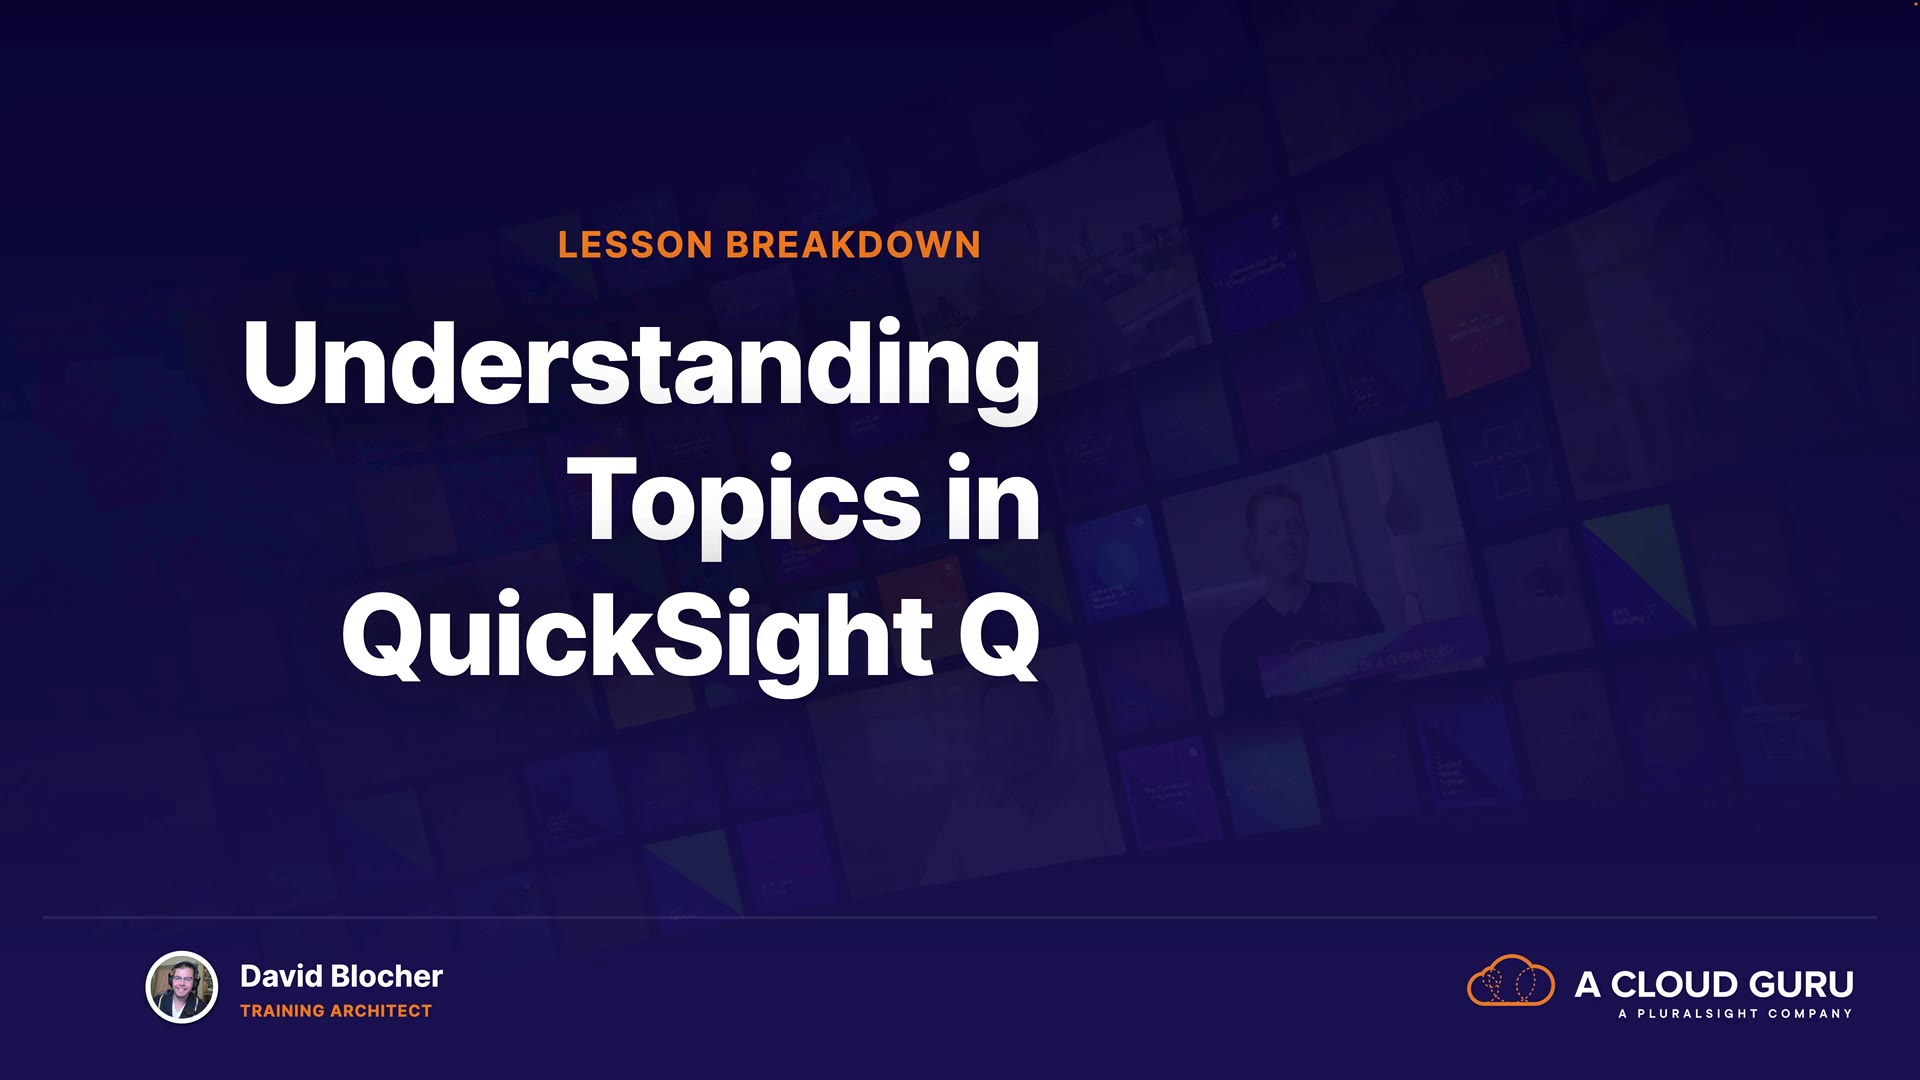 LESSON BREAKDOWN
Understanding
Topics in
QuickSight Q
David Blocher
TRAINING ARCHITECT
A CLOUD GURU
A PLURALSIGHT COMPANY